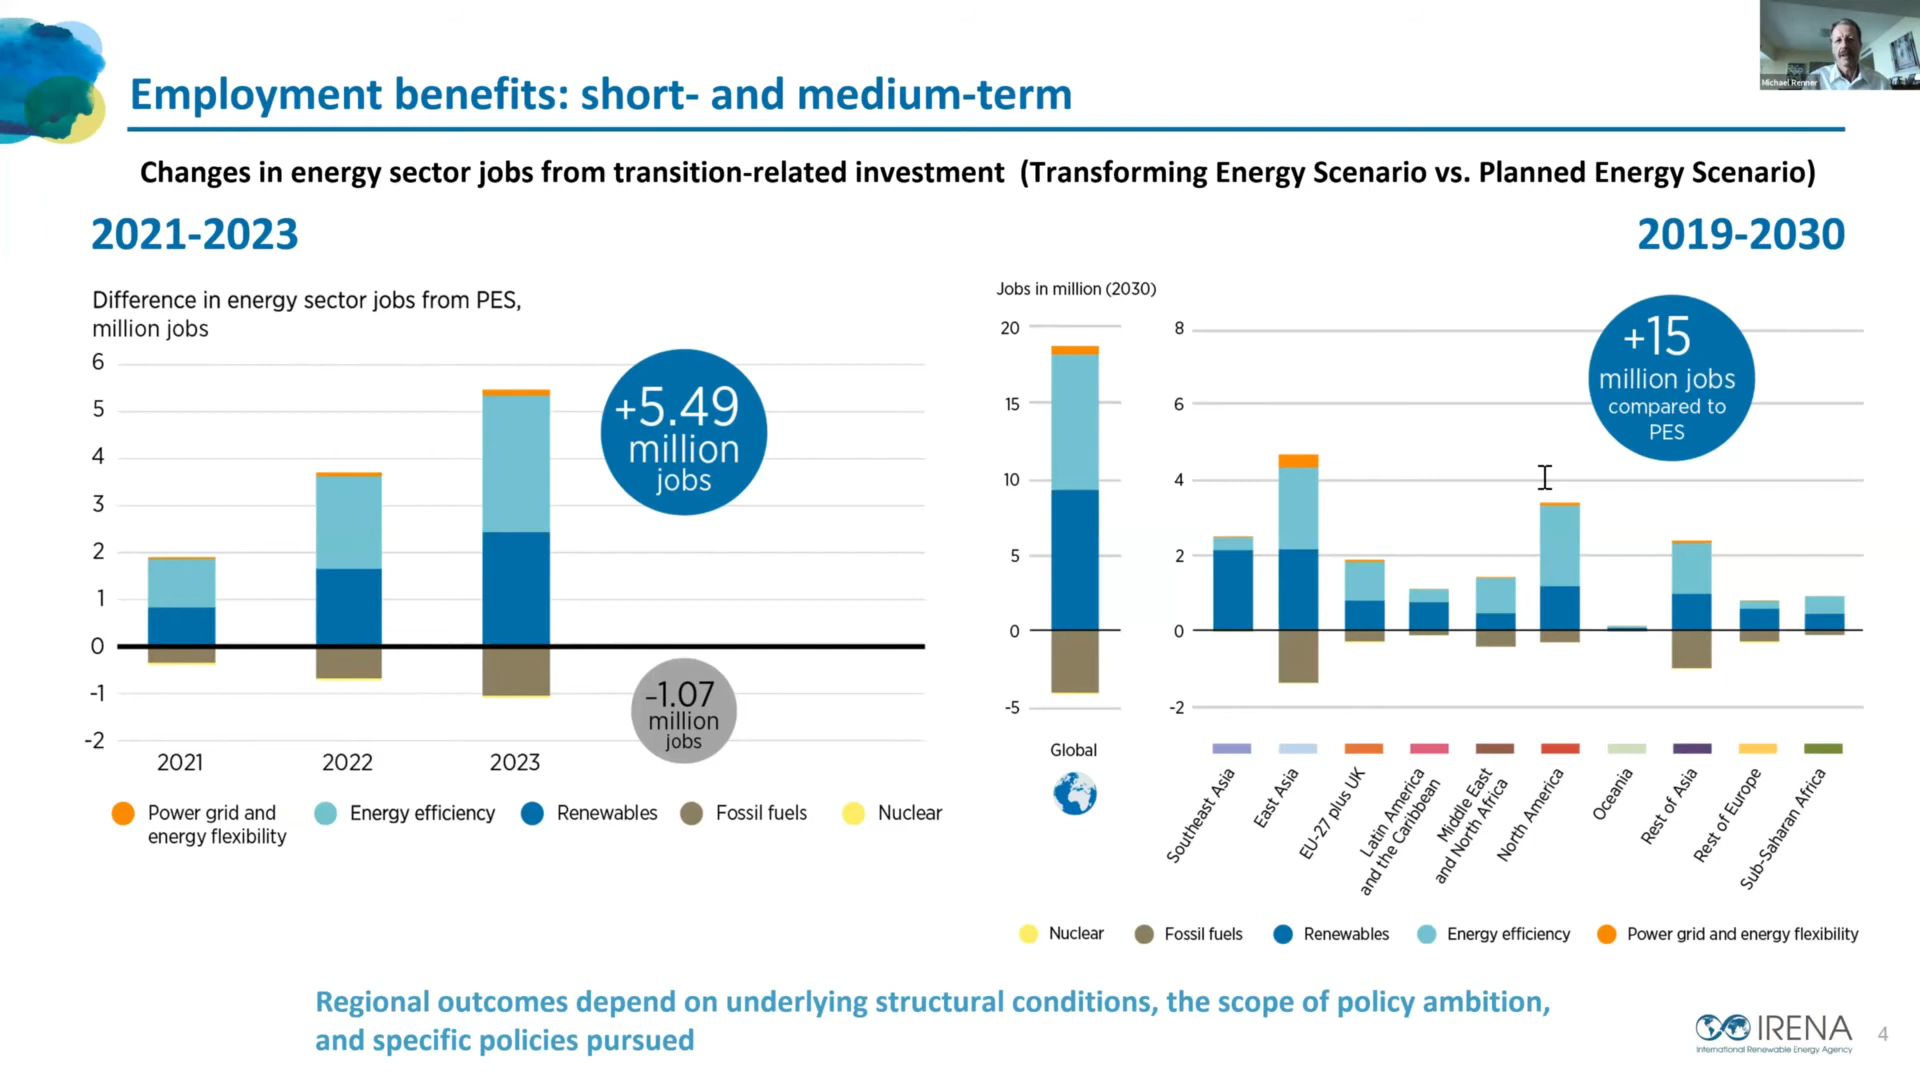 Michael Renner
Employment benefits: short- and medium-term
Changes in energy sector jobs from transition-related investment (Transforming Energy Scenario vs. Planned Energy Scenario)
2021-2023
2019-2030
Difference in energy sector jobs from PES,
million jobs
6
5
4
3
2
1
0
-1
-2
2021
2022
2023
+5.49
million
jobs
-1.07
million
jobs
Power grid and
energy flexibility
Energy efficiency
Renewables
Fossil fuels
Nuclear
Jobs in million (2030)
20
15
10
5
0
-5
Global
8
6
4
2
0
-2
+15
million jobs
compared to
PES
Southeast Asia
East Asia
EU-27 plus UK
Latin America
and the Caribbean
Middle East
and North Africa
North America
Oceania
Rest of Asia
Rest of Europe
Sub-Saharan Africa
Nuclear
Fossil fuels
Renewables
Energy efficiency
Power grid and energy flexibility
Regional outcomes depend on underlying structural conditions, the scope of policy ambition,
and specific policies pursued
IRENA
International Renewable Energy Agency
4